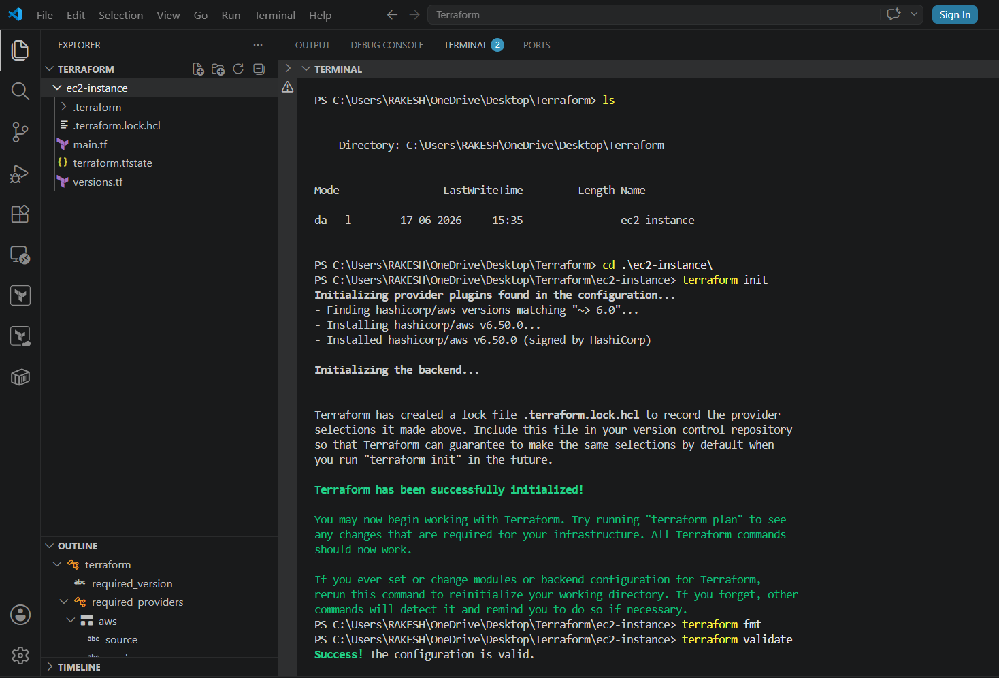 File Edit Selection View Go Run Terminal Help
Terraform
Sign In
EXPLORER
TERRAFORM
ec2-instance
.terraform
.terraform.lock.hcl
main.tf
terraform.tfstate
versions.tf
OUTLINE
terraform
abc required_version
required_providers
aws
abc source
TIMELINE
OUTPUT DEBUG CONSOLE TERMINAL 2 PORTS
TERMINAL
PS C:\Users\RAKESH\OneDrive\Desktop\Terraform> ls
Directory: C:\Users\RAKESH\OneDrive\Desktop\Terraform
Mode LastWriteTime Length Name
---- ------------- ------ ----
da---l 17-06-2026 15:35 ec2-instance
PS C:\Users\RAKESH\OneDrive\Desktop\Terraform> cd .\ec2-instance\
PS C:\Users\RAKESH\OneDrive\Desktop\Terraform\ec2-instance> terraform init
Initializing provider plugins found in the configuration...
- Finding hashicorp/aws versions matching "~> 6.0"...
- Installing hashicorp/aws v6.50.0...
- Installed hashicorp/aws v6.50.0 (signed by HashiCorp)
Initializing the backend...
Terraform has created a lock file .terraform.lock.hcl to record the provider
selections it made above. Include this file in your version control repository
so that Terraform can guarantee to make the same selections by default when
you run "terraform init" in the future.
Terraform has been successfully initialized!
You may now begin working with Terraform. Try running "terraform plan" to see
any changes that are required for your infrastructure. All Terraform commands
should now work.
If you ever set or change modules or backend configuration for Terraform,
rerun this command to reinitialize your working directory. If you forget, other
commands will detect it and remind you to do so if necessary.
PS C:\Users\RAKESH\OneDrive\Desktop\Terraform\ec2-instance> terraform fmt
PS C:\Users\RAKESH\OneDrive\Desktop\Terraform\ec2-instance> terraform validate
Success! The configuration is valid.